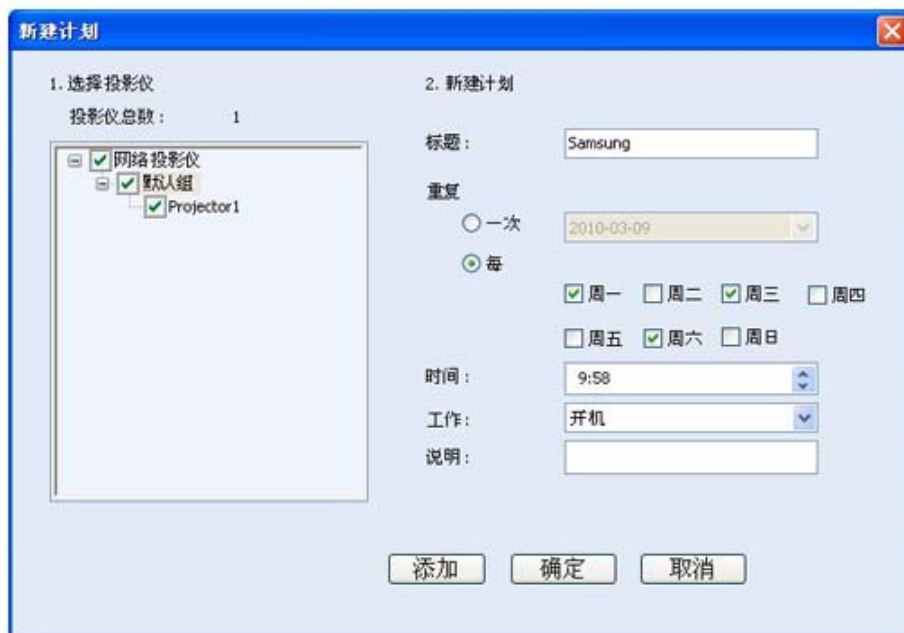 新建计划
1. 选择投影仪
投影仪总数： 1
网络投影仪
默认组
Projector1
2. 新建计划
标题： Samsung
重复
一次 2010-03-09
每
周一 周二 周三 周四
周五 周六 周日
时间： 9:58
工作： 开机
说明：
添加 确定 取消